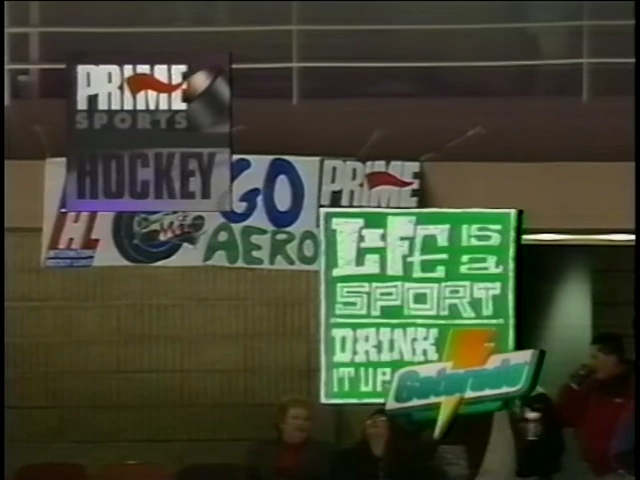 PRIME
SPORTS
HOCKEY
GO
AERO
PRIME
LiFE IS
a
SPORT
DRINK
IT UP
Gatorade